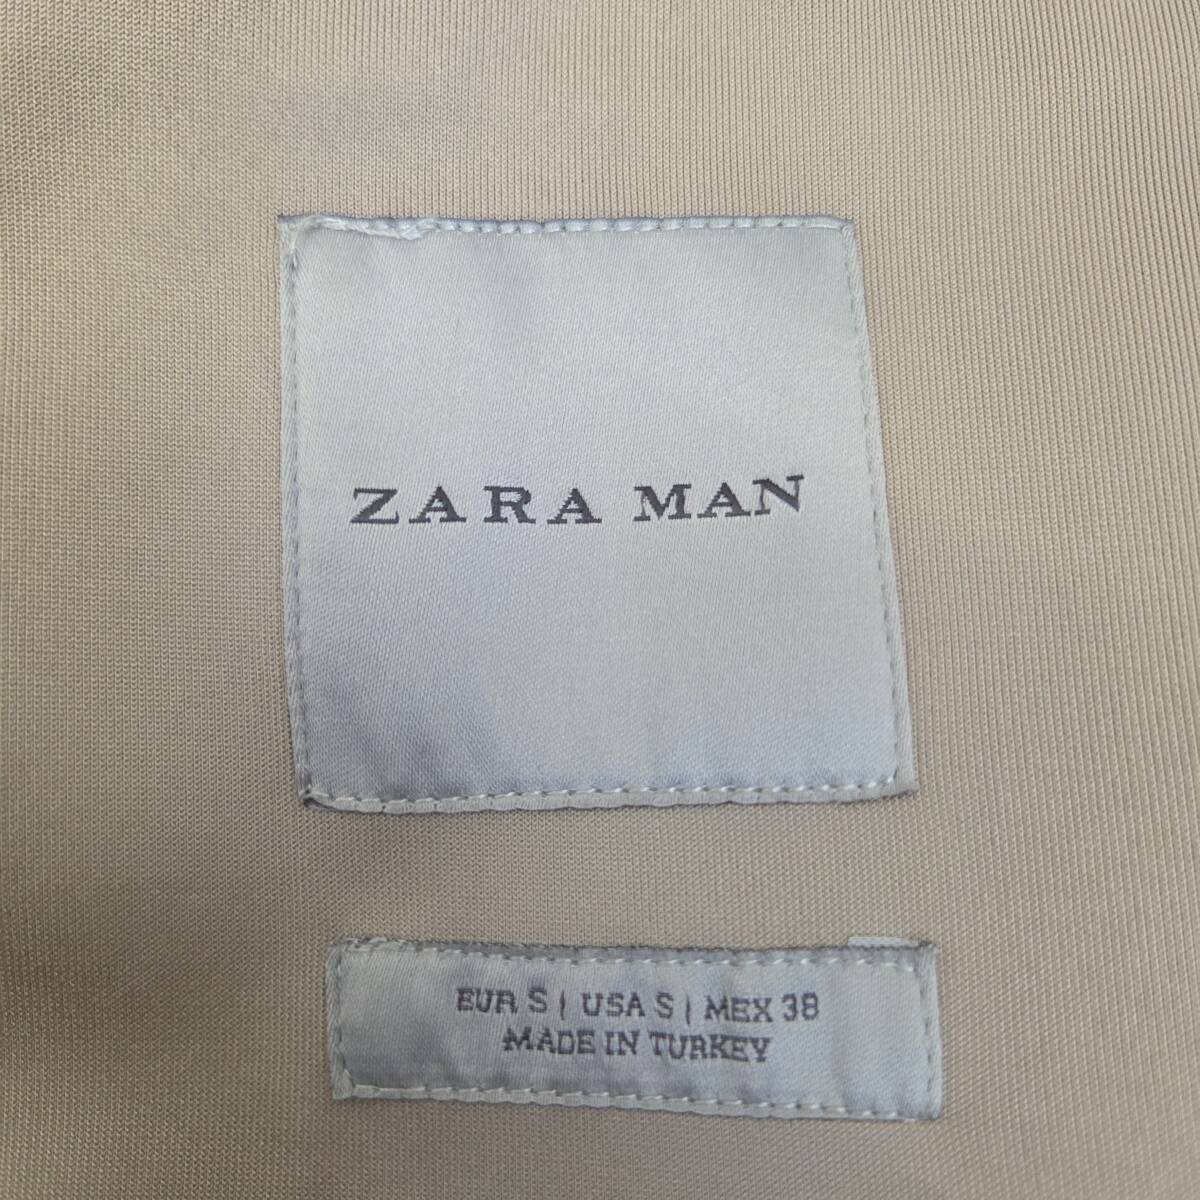 ZARA MAN
EUR S | USA S | MEX 38
MADE IN TURKEY